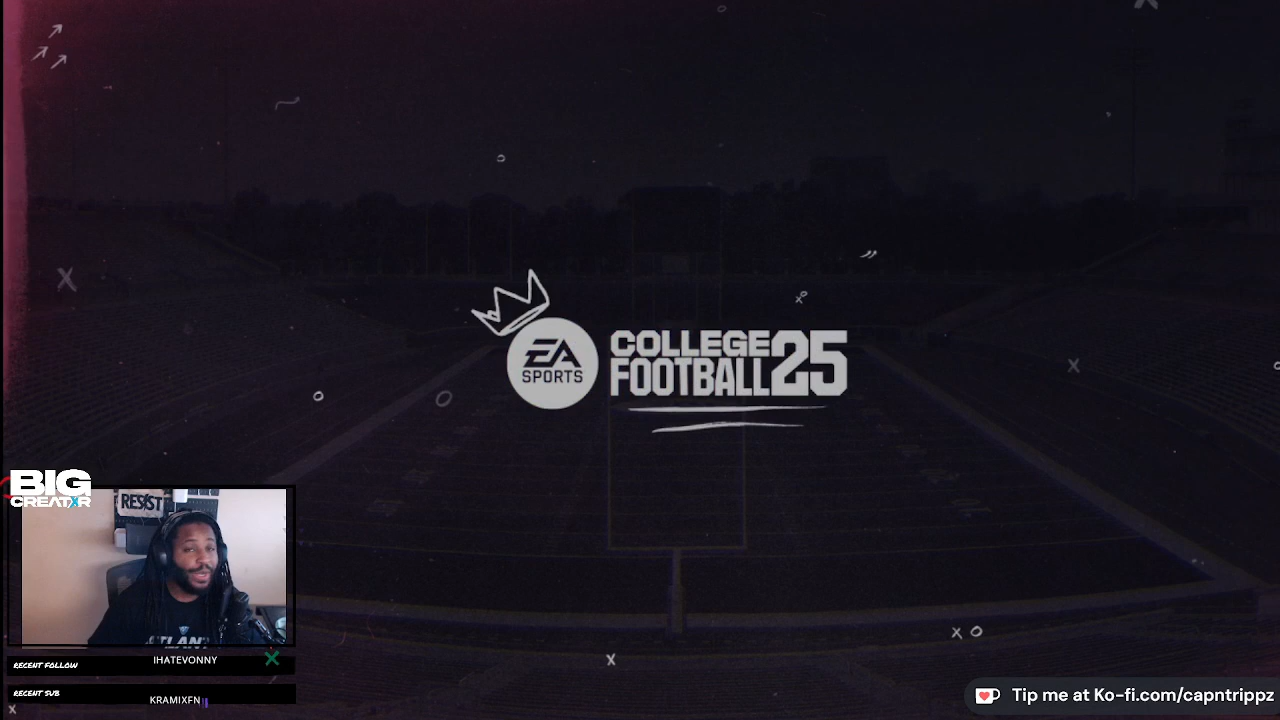 EA
SPORTS
COLLEGE
FOOTBALL 25
BIG
CREATXR
RESIST
RECENT FOLLOW
IHATEVONNY
RECENT SUB
KRAMIXFN
Tip me at Ko-fi.com/capntrippz